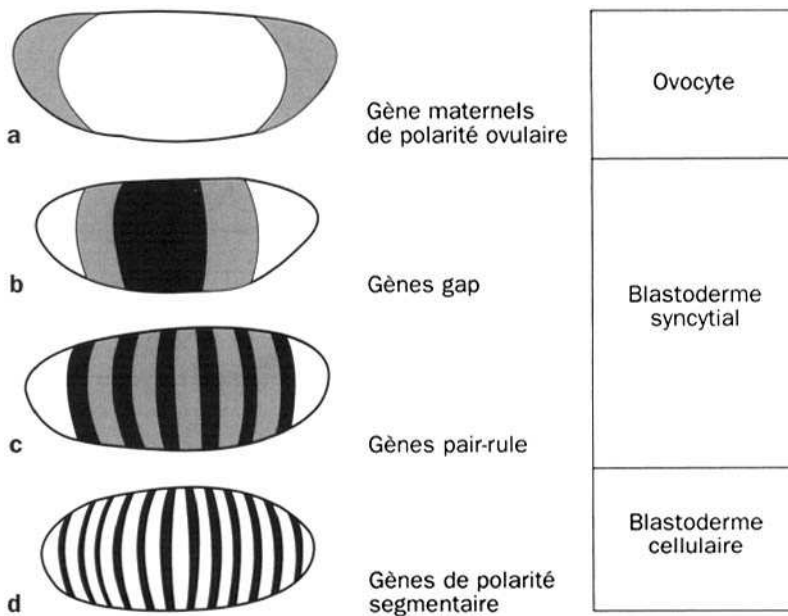 a
Gène maternels
de polarité ovulaire
Ovocyte
b
Gènes gap
Blastoderme
syncytial
c
Gènes pair-rule
d
Gènes de polarité
segmentaire
Blastoderme
cellulaire